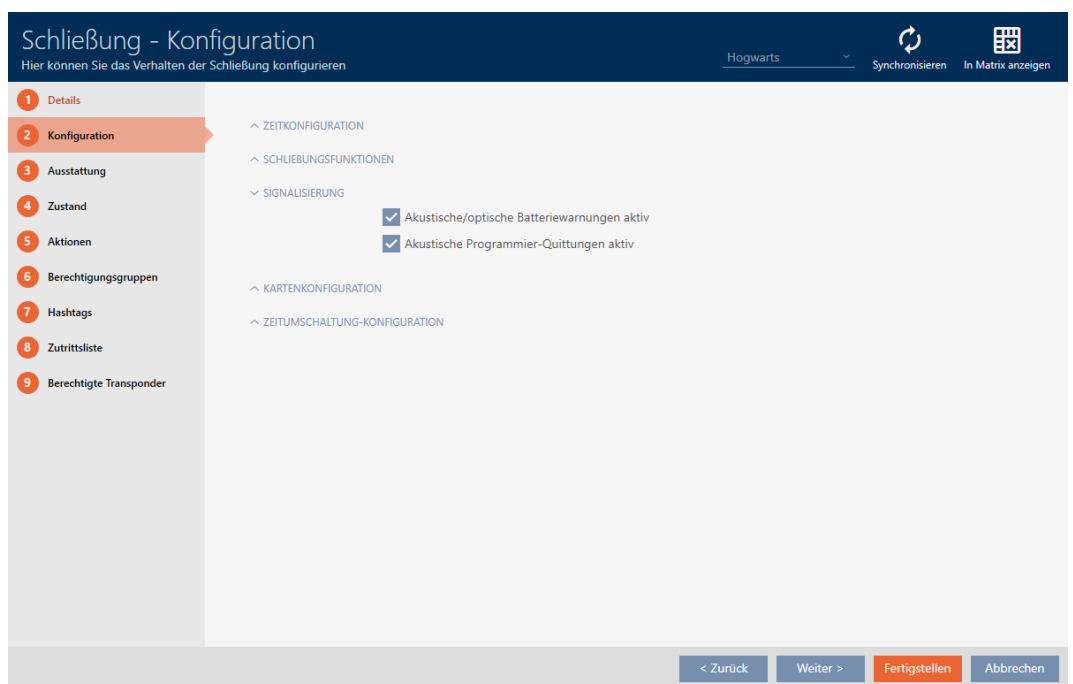 Schließung - Konfiguration
Hier können Sie das Verhalten der Schließung konfigurieren
Hogwarts
Synchronisieren
In Matrix anzeigen
1 Details
2 Konfiguration
3 Ausstattung
4 Zustand
5 Aktionen
6 Berechtigungsgruppen
7 Hashtags
8 Zutrittsliste
9 Berechtigte Transponder
ZEITKONFIGURATION
SCHLIEßUNGSFUNKTIONEN
SIGNALISIERUNG
Akustische/optische Batteriewarnungen aktiv
Akustische Programmier-Quittungen aktiv
KARTENKONFIGURATION
ZEITUMSCHALTUNG-KONFIGURATION
< Zurück
Weiter >
Fertigstellen
Abbrechen